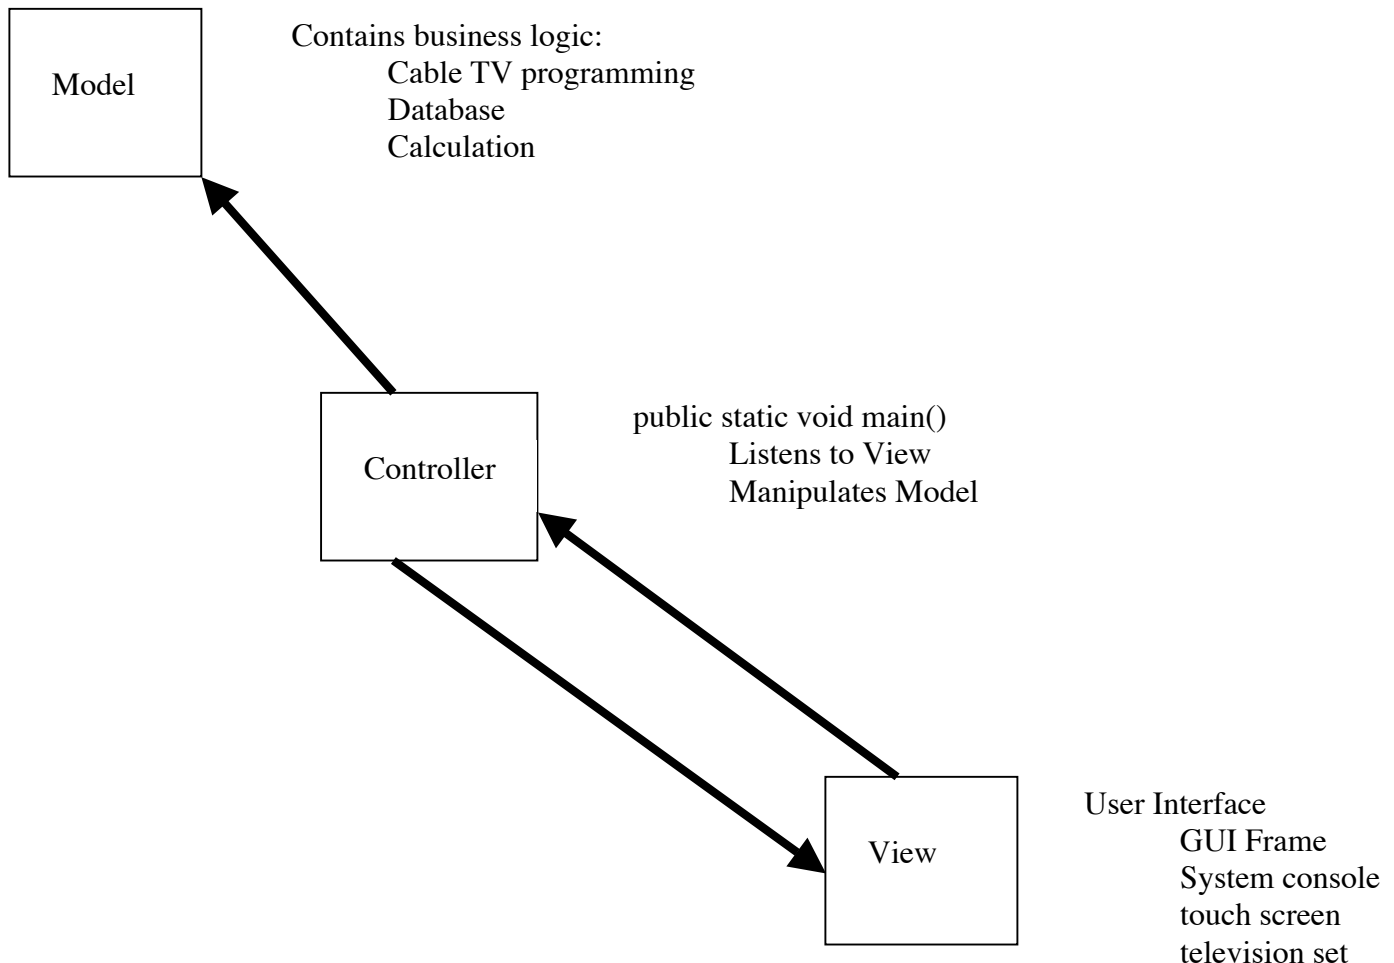 Model
Contains business logic:
Cable TV programming
Database
Calculation
Controller
public static void main()
Listens to View
Manipulates Model
View
User Interface
GUI Frame
System console
touch screen
television set